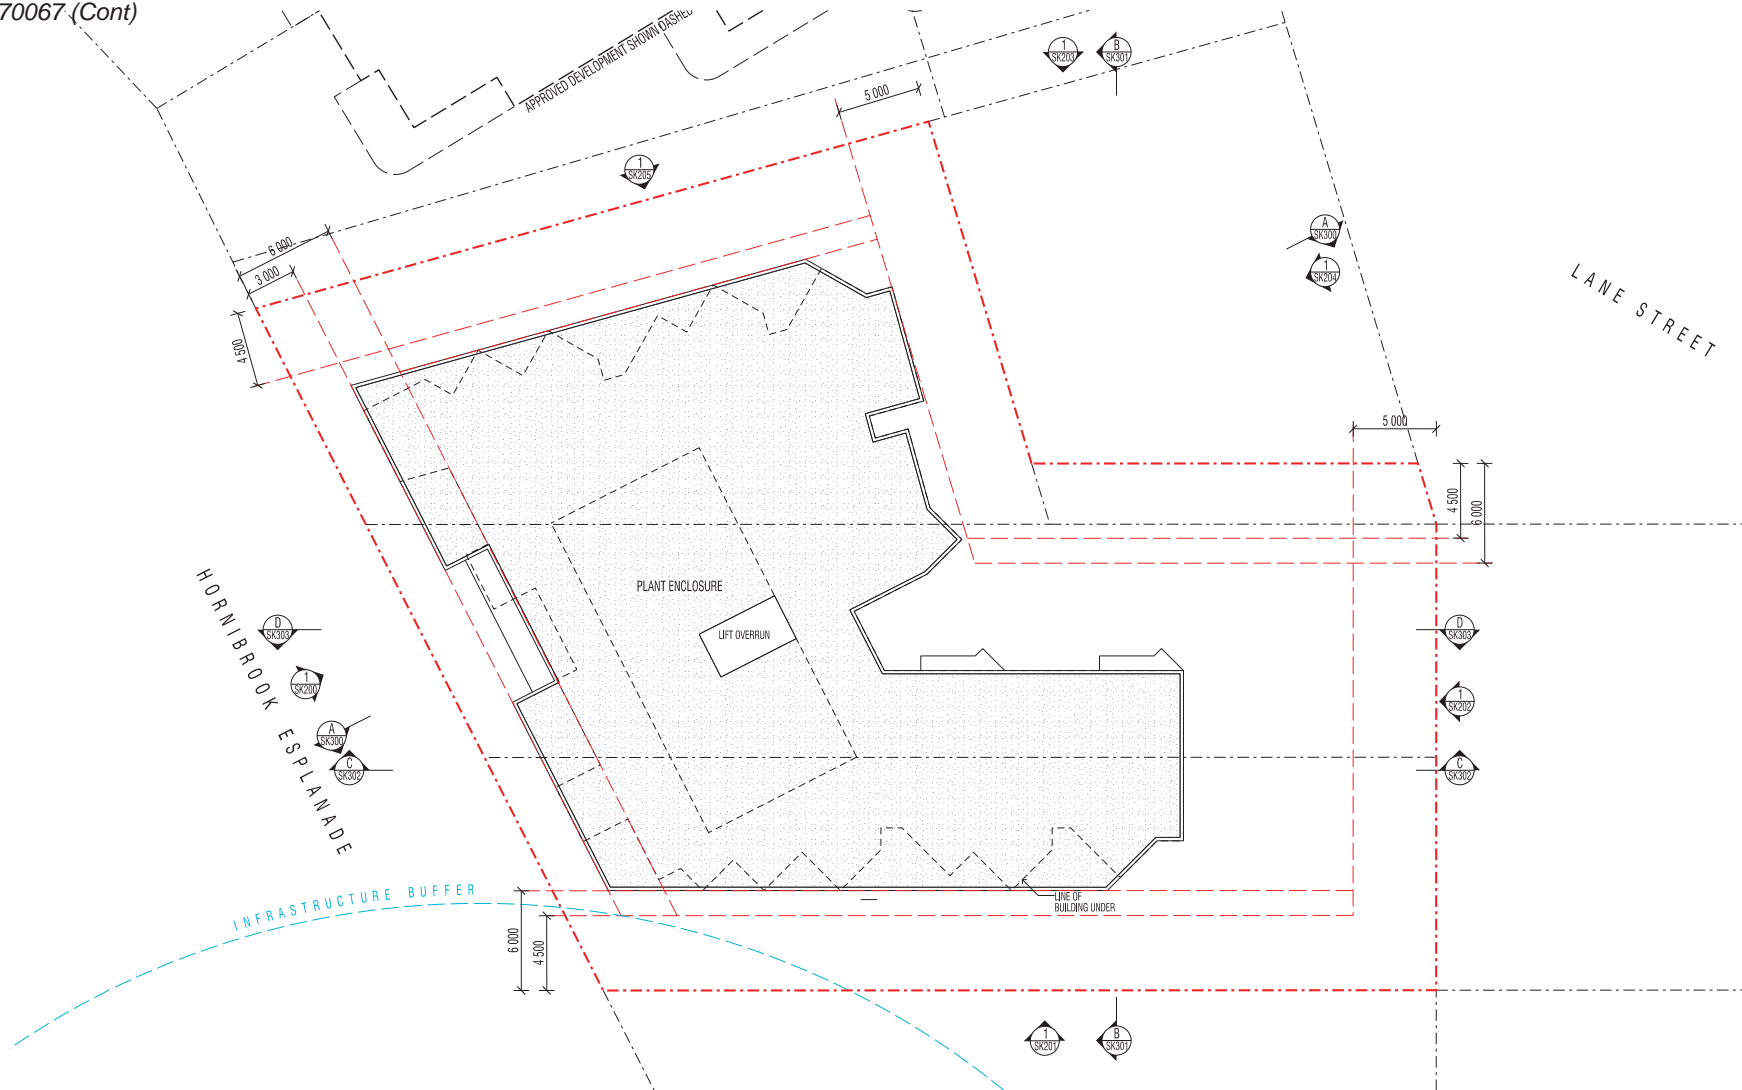 70067 (Cont)
APPROVED DEVELOPMENT SHOWN DASHED
1
SK203
B
SK301
5 000
1
SK205
6 000
3 000
4 500
A
SK300
1
SK204
LANE STREET
5 000
4 500
6 000
PLANT ENCLOSURE
LIFT OVERRUN
HORNIBROOK ESPLANADE
D
SK303
1
SK200
A
SK300
C
SK302
D
SK303
1
SK202
C
SK302
INFRASTRUCTURE BUFFER
LINE OF
BUILDING UNDER
6 000
4 500
1
SK201
B
SK301